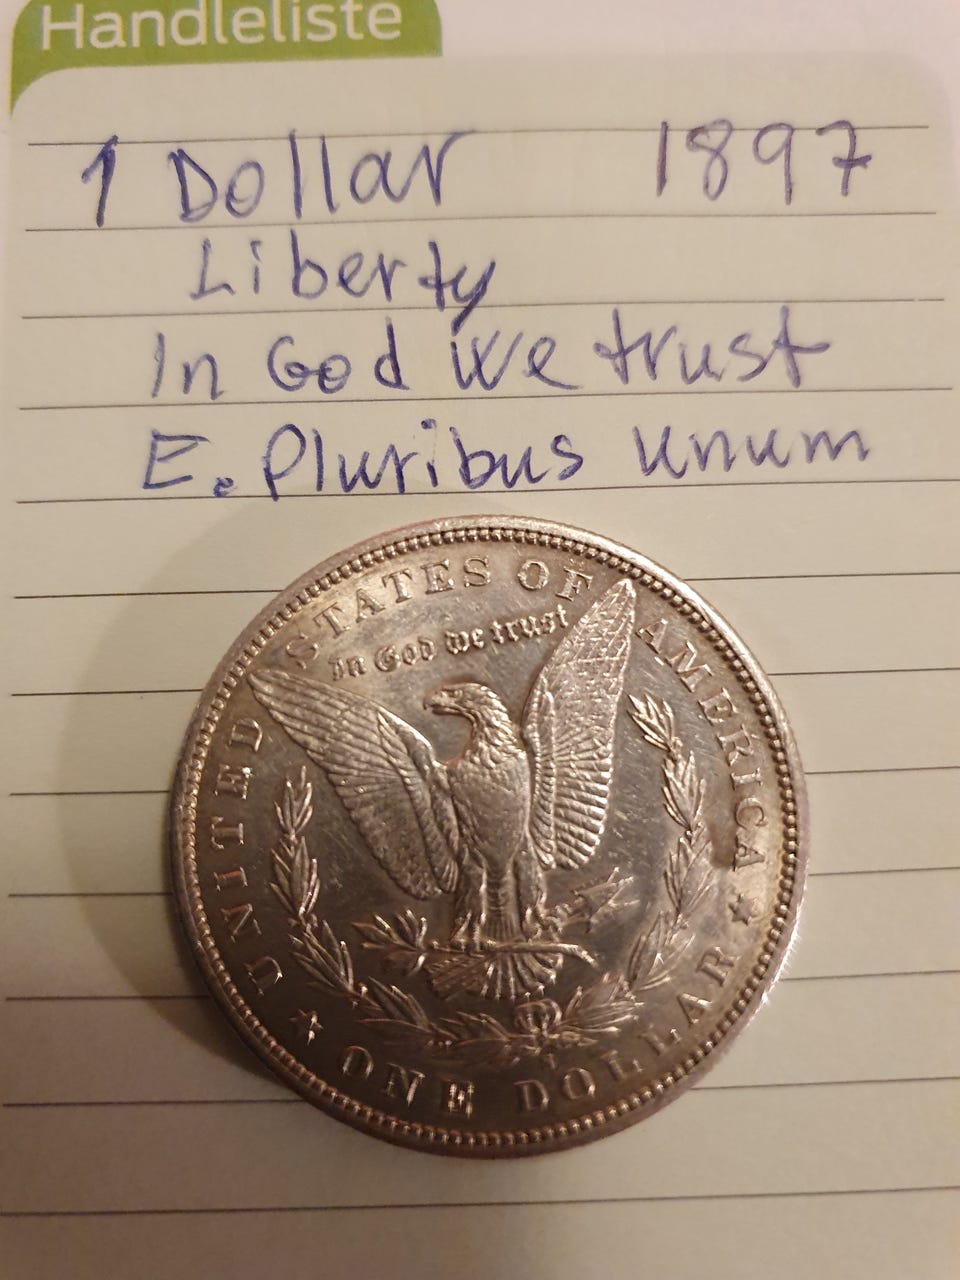 Handleliste
1 Dollar 1897
Liberty
In God we trust
E. Pluribus unum
UNITED STATES OF AMERICA
In God we trust
ONE DOLLAR